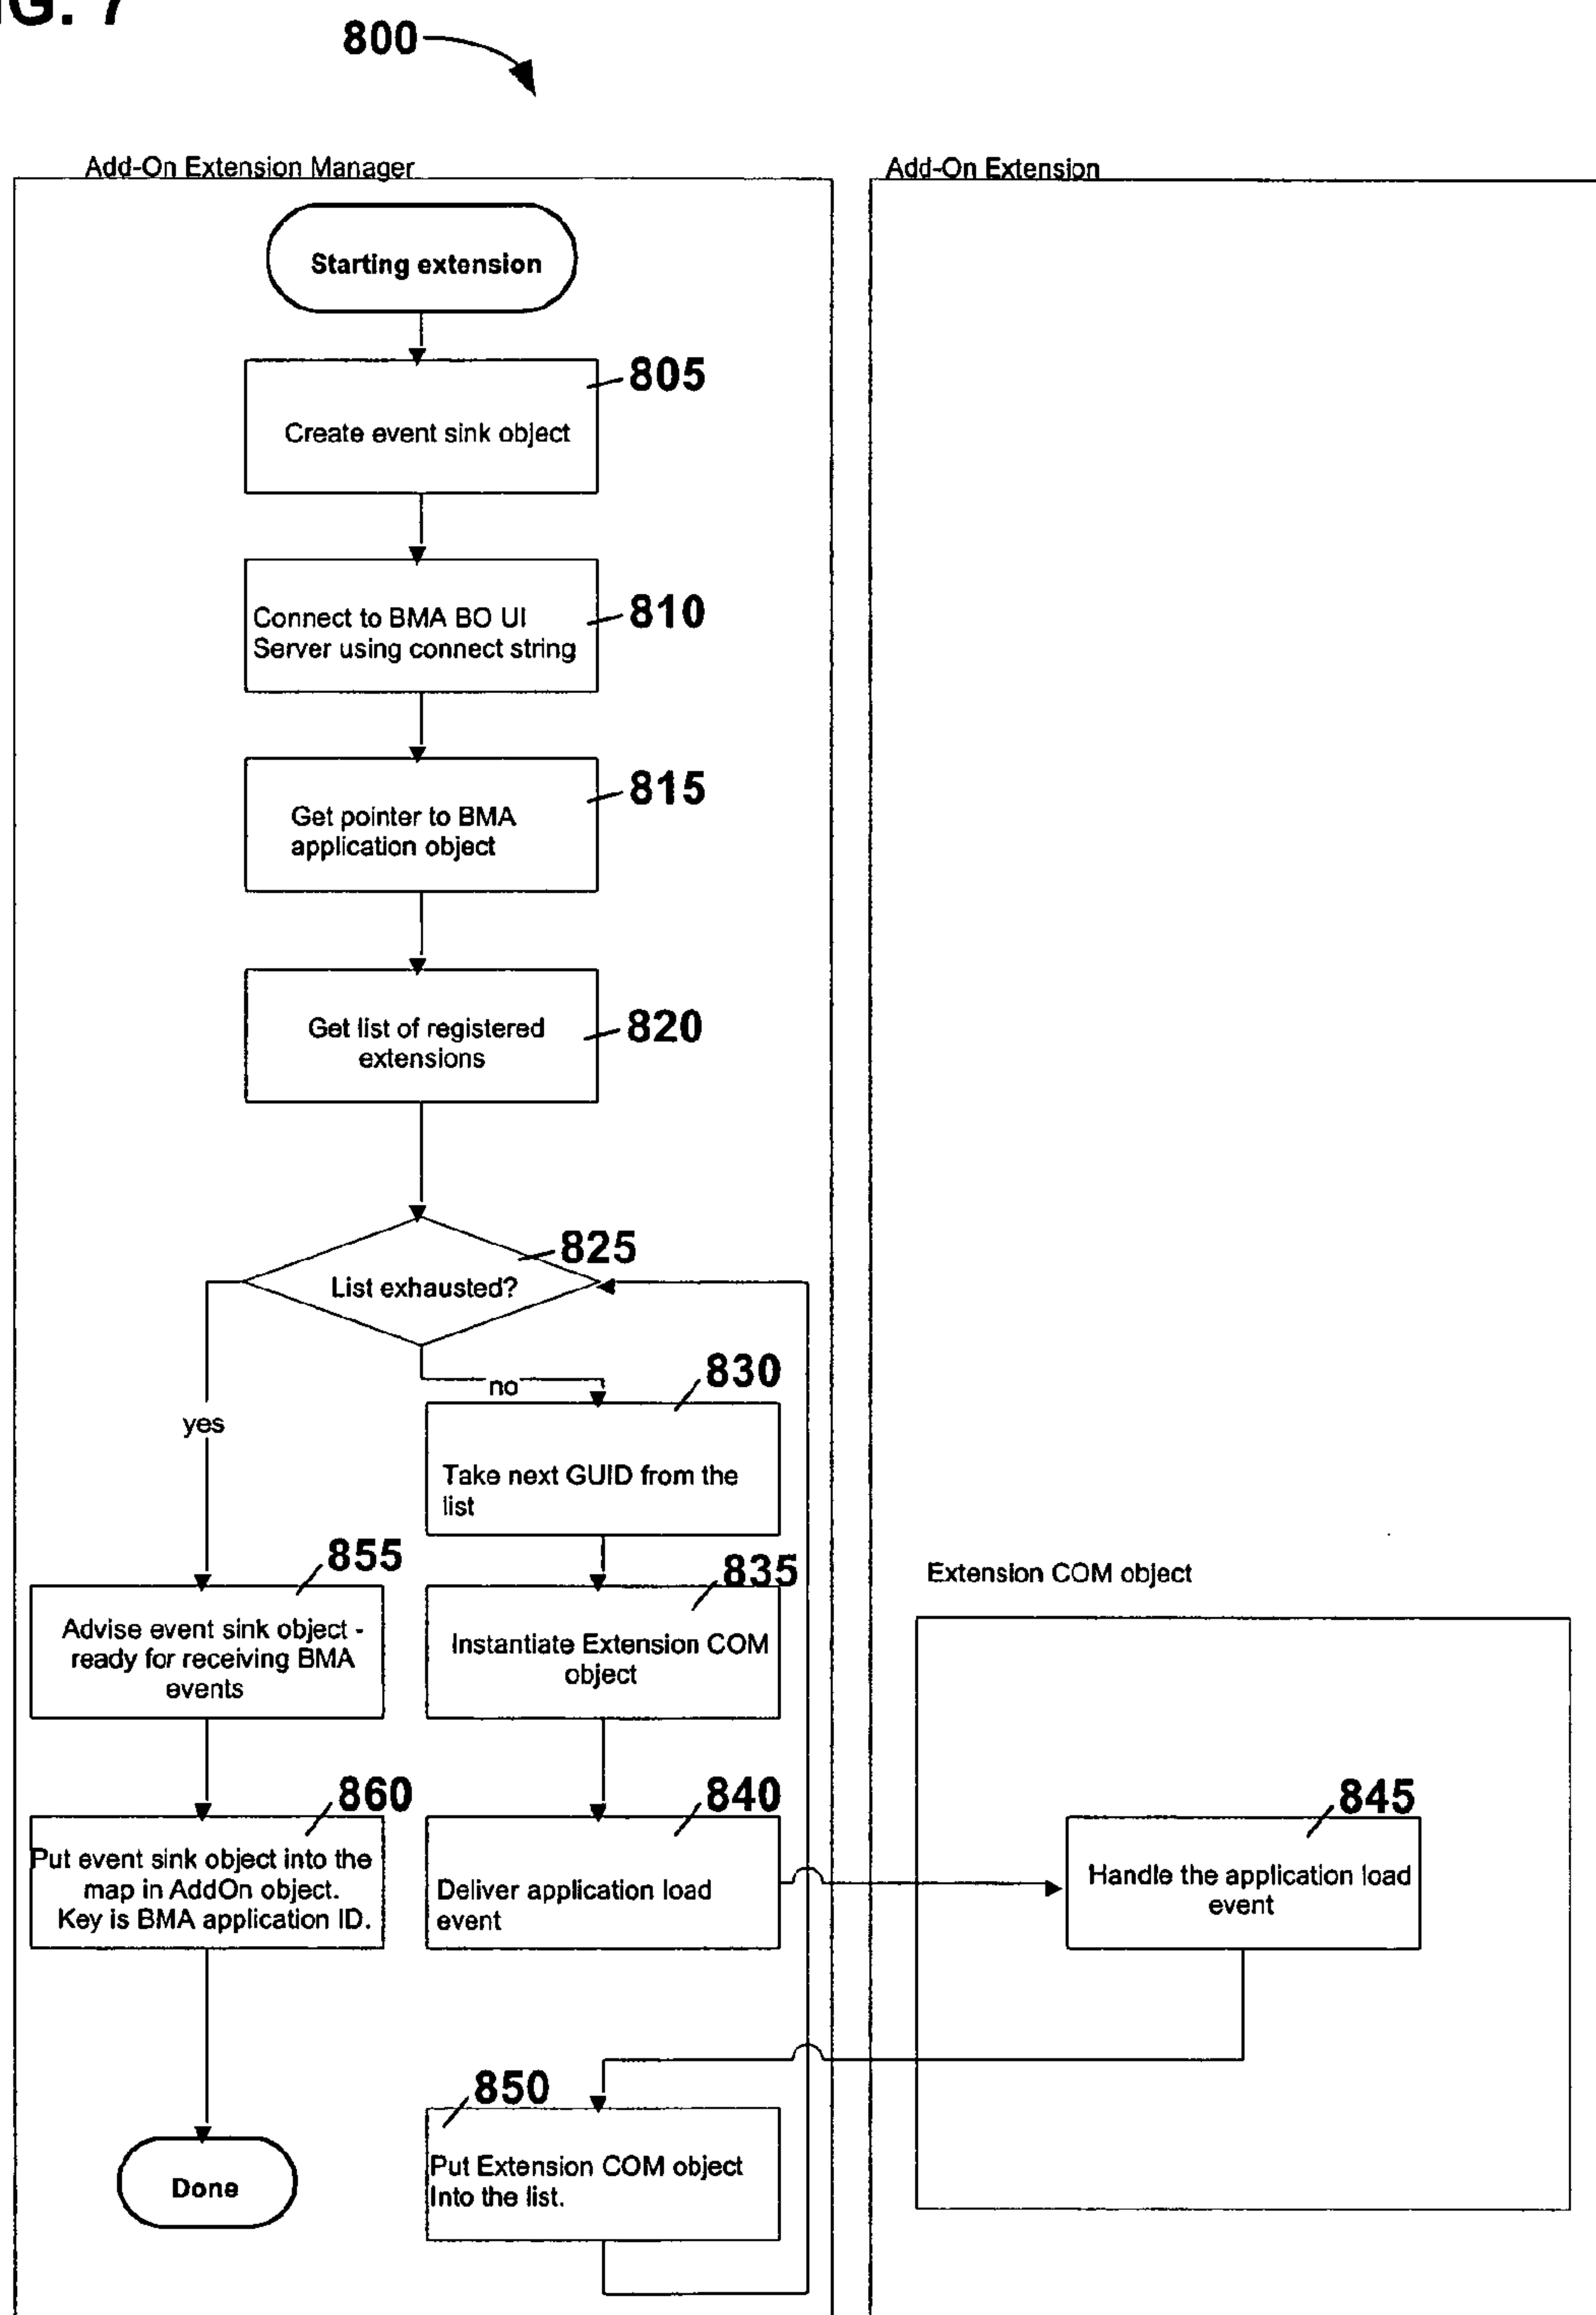 IG. 7
800
Add-On Extension Manager
Add-On Extension
Starting extension
805
Create event sink object
810
Connect to BMA BO UI
Server using connect string
815
Get pointer to BMA
application object
820
Get list of registered
extensions
825
List exhausted?
no
830
yes
Take next GUID from the
list
855
835
Extension COM object
Advise event sink object -
ready for receiving BMA
events
Instantiate Extension COM
object
860
840
845
Put event sink object into the
map in AddOn object.
Key is BMA application ID.
Deliver application load
event
Handle the application load
event
850
Put Extension COM object
Into the list.
Done